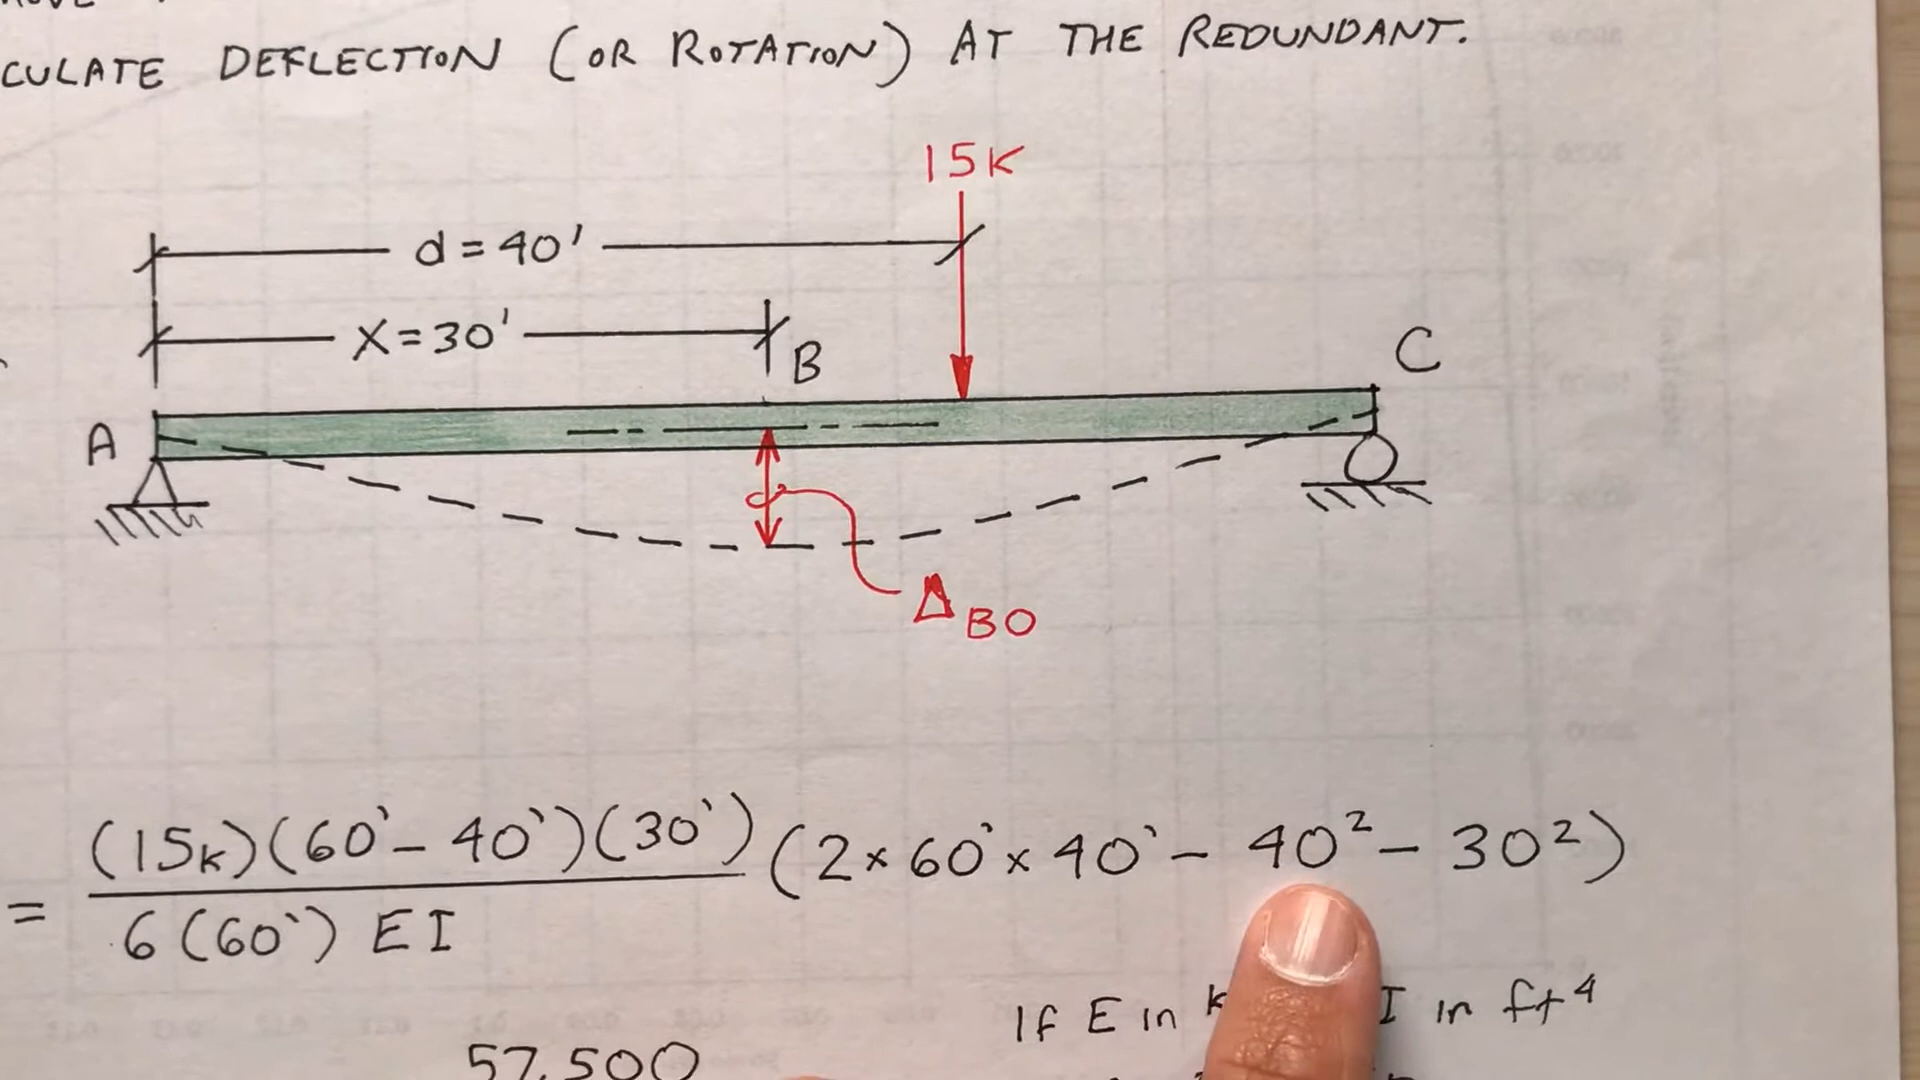 CULATE DEFLECTION (OR ROTATION) AT THE REDUNDANT.
15K
d = 40'
X = 30'
B
C
A
Δ BO
= (15k)(60' - 40')(30') / 6(60') EI (2 × 60' × 40' - 40² - 30²)
If E in I in ft⁴
57,500